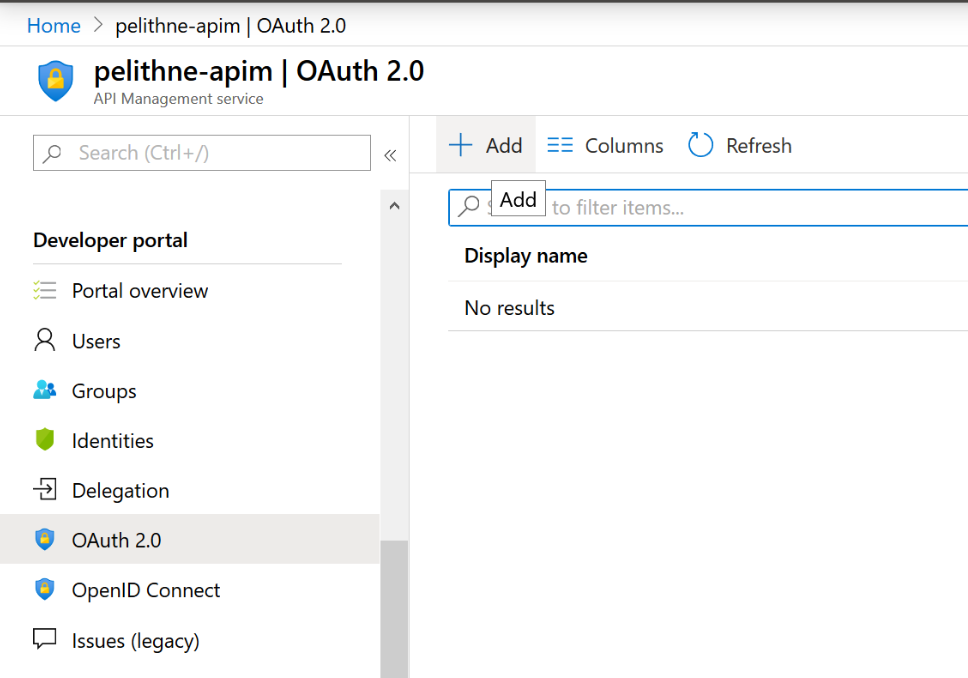 Home > pelithne-apim | OAuth 2.0
pelithne-apim | OAuth 2.0
API Management service
Search (Ctrl+/)
«
Developer portal
Portal overview
Users
Groups
Identities
Delegation
OAuth 2.0
OpenID Connect
Issues (legacy)
Add Columns Refresh
Add
to filter items...
Display name
No results